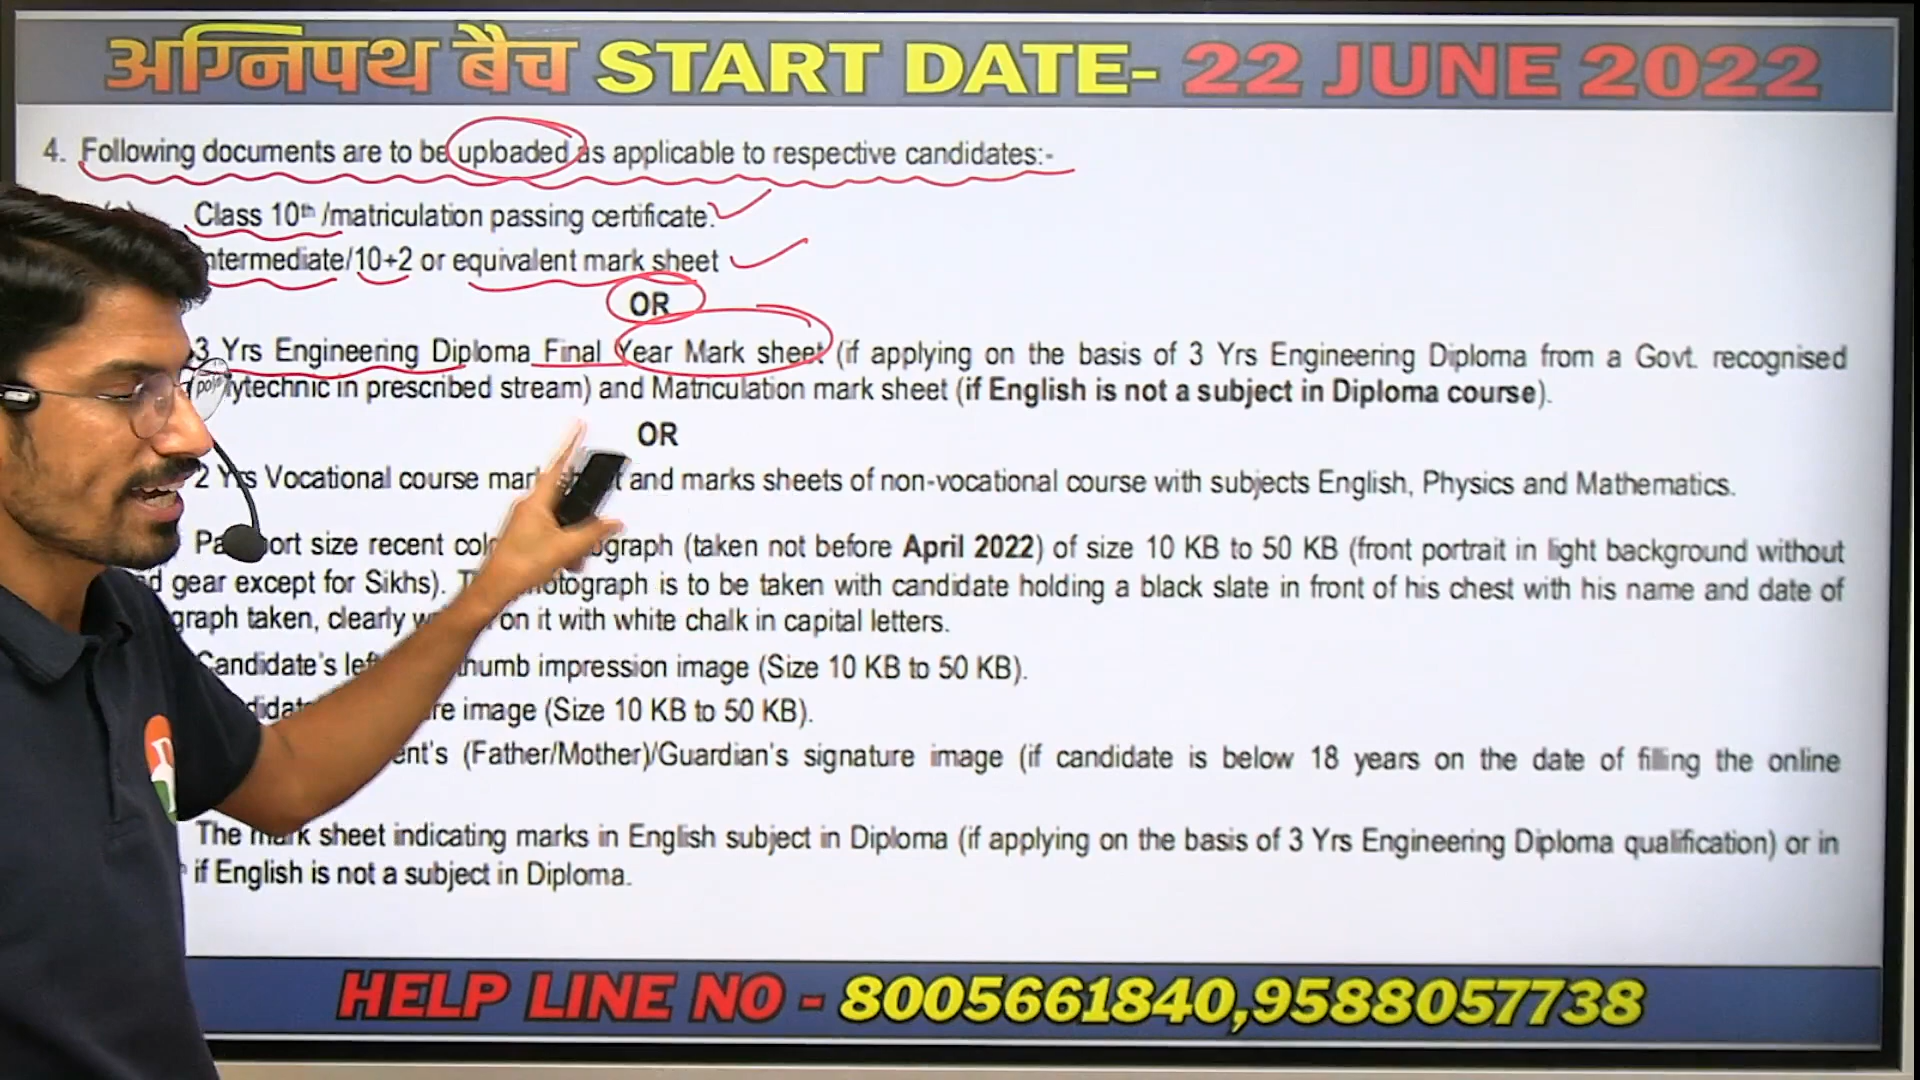 अग्निपथ बैच START DATE- 22 JUNE 2022
4. Following documents are to be uploaded as applicable to respective candidates:-
Class 10th /matriculation passing certificate.
ntermediate/10+2 or equivalent mark sheet
OR
3 Yrs Engineering Diploma Final Year Mark sheet (if applying on the basis of 3 Yrs Engineering Diploma from a Govt. recognised
polytechnic in prescribed stream) and Matriculation mark sheet (if English is not a subject in Diploma course).
OR
2 Yrs Vocational course mark and marks sheets of non-vocational course with subjects English, Physics and Mathematics.
ort size recent graph (taken not before April 2022) of size 10 KB to 50 KB (front portrait in light background without
d gear except for Sikhs). otograph is to be taken with candidate holding a black slate in front of his chest with his name and date of
graph taken, clearly on it with white chalk in capital letters.
Candidate's left humb impression image (Size 10 KB to 50 KB).
didat re image (Size 10 KB to 50 KB).
ent's (Father/Mother)/Guardian's signature image (if candidate is below 18 years on the date of filling the online
The mark sheet indicating marks in English subject in Diploma (if applying on the basis of 3 Yrs Engineering Diploma qualification) or in
if English is not a subject in Diploma.
HELP LINE NO - 8005661840,9588057738